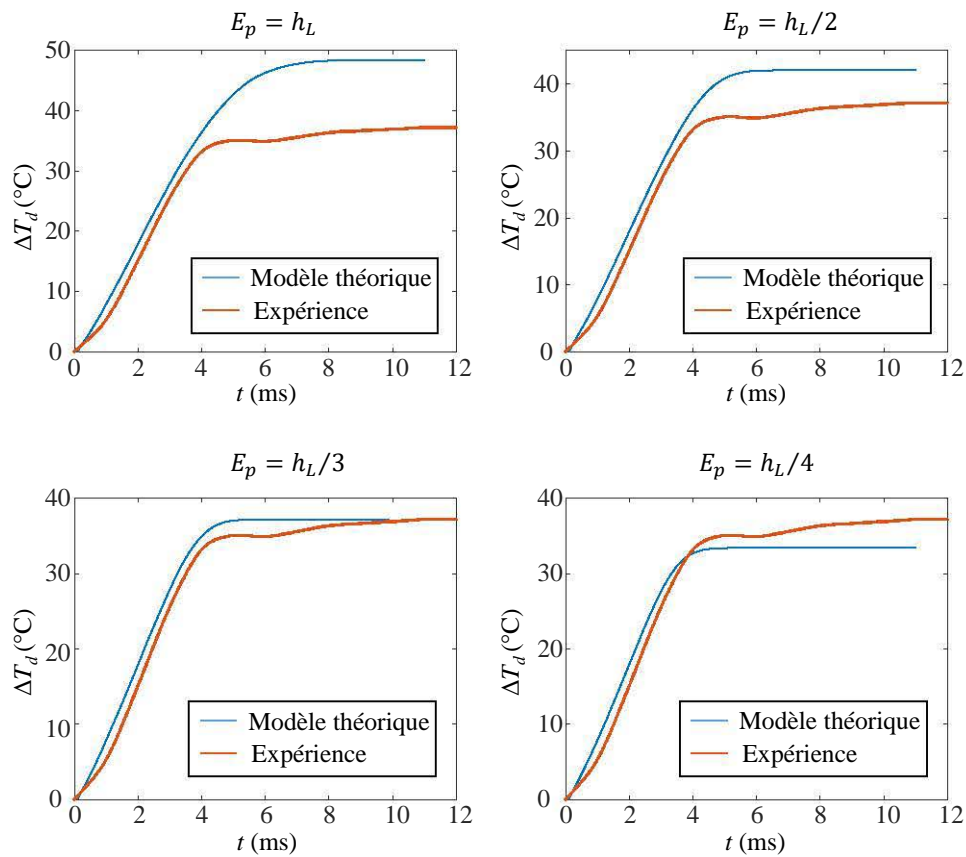 E_p = h_L
50
40
30
20
10
0
ΔT_d (°C)
Modèle théorique
Expérience
0 2 4 6 8 10 12
t (ms)
E_p = h_L/2
40
30
20
10
0
ΔT_d (°C)
Modèle théorique
Expérience
0 2 4 6 8 10 12
t (ms)
E_p = h_L/3
40
30
20
10
0
ΔT_d (°C)
Modèle théorique
Expérience
0 2 4 6 8 10 12
t (ms)
E_p = h_L/4
40
30
20
10
0
ΔT_d (°C)
Modèle théorique
Expérience
0 2 4 6 8 10 12
t (ms)